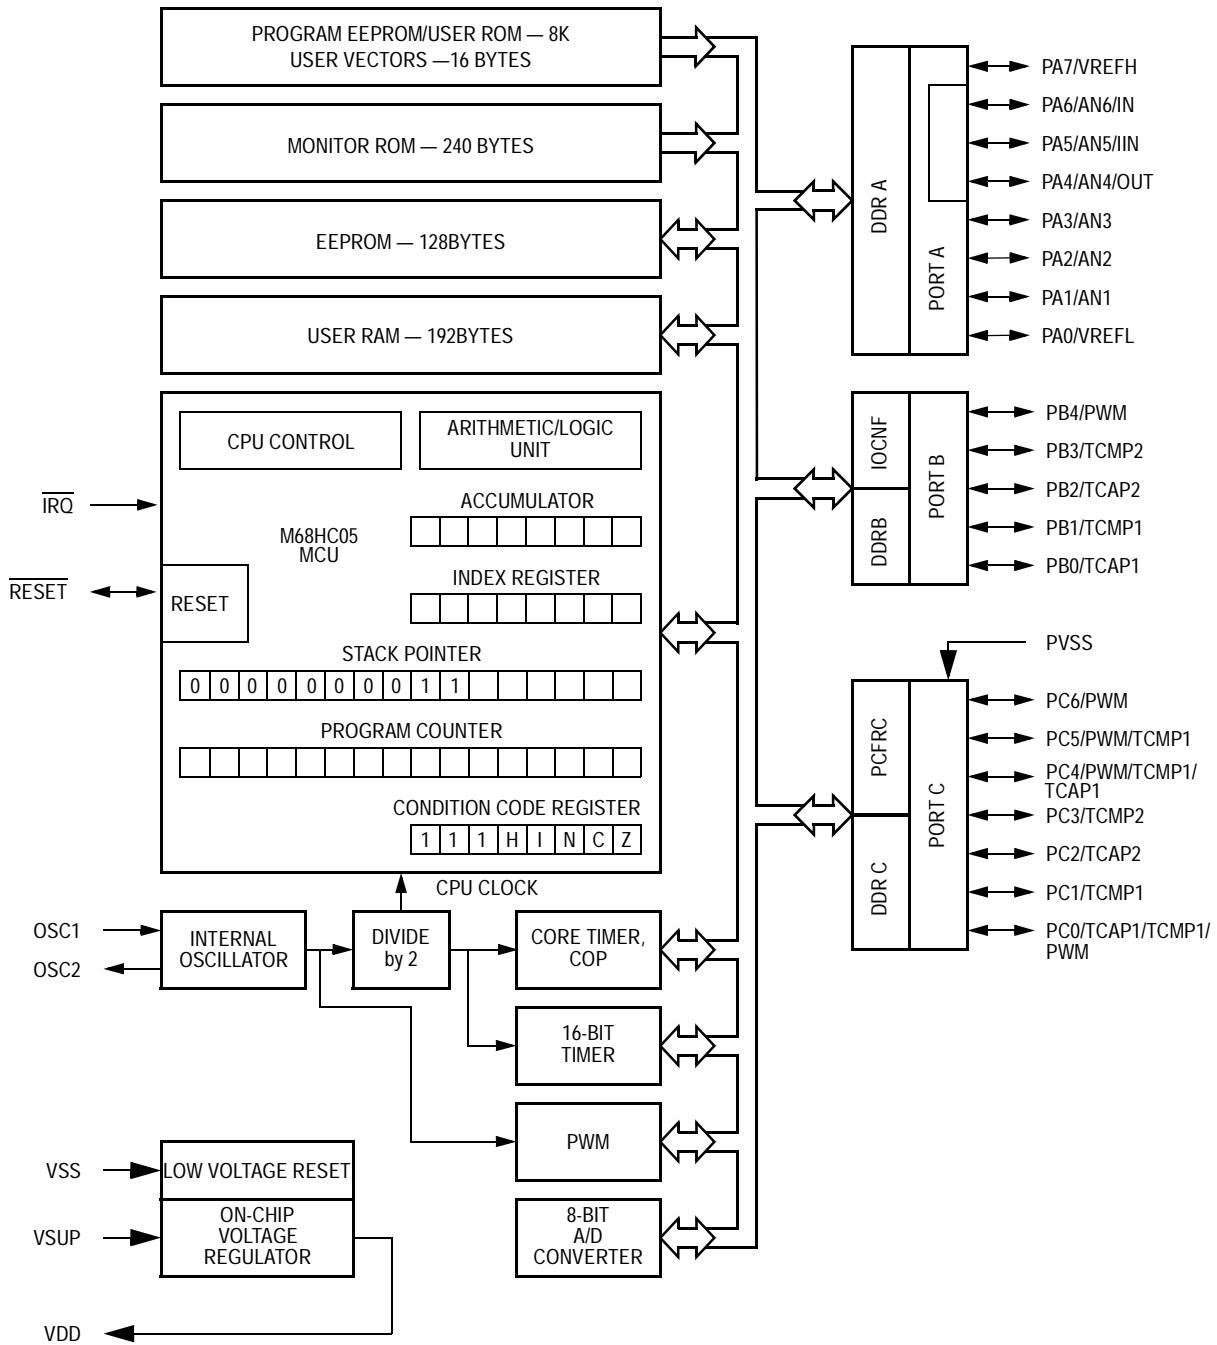 PROGRAM EEPROM/USER ROM — 8K
USER VECTORS —16 BYTES
MONITOR ROM — 240 BYTES
EEPROM — 128BYTES
USER RAM — 192BYTES
CPU CONTROL
ARITHMETIC/LOGIC
UNIT
ACCUMULATOR
M68HC05
MCU
INDEX REGISTER
IRQ
RESET
RESET
STACK POINTER
0 0 0 0 0 0 0 0 1 1
PROGRAM COUNTER
CONDITION CODE REGISTER
1 1 1 H I N C Z
CPU CLOCK
OSC1
OSC2
INTERNAL
OSCILLATOR
DIVIDE
by 2
CORE TIMER,
COP
16-BIT
TIMER
PWM
8-BIT
A/D
CONVERTER
VSS
LOW VOLTAGE RESET
VSUP
ON-CHIP
VOLTAGE
REGULATOR
VDD
DDR A
PORT A
PA7/VREFH
PA6/AN6/IN
PA5/AN5/IIN
PA4/AN4/OUT
PA3/AN3
PA2/AN2
PA1/AN1
PA0/VREFL
IOCNF
DDRB
PORT B
PB4/PWM
PB3/TCMP2
PB2/TCAP2
PB1/TCMP1
PB0/TCAP1
PVSS
PCFRC
DDR C
PORT C
PC6/PWM
PC5/PWM/TCMP1
PC4/PWM/TCMP1/
TCAP1
PC3/TCMP2
PC2/TCAP2
PC1/TCMP1
PC0/TCAP1/TCMP1/
PWM